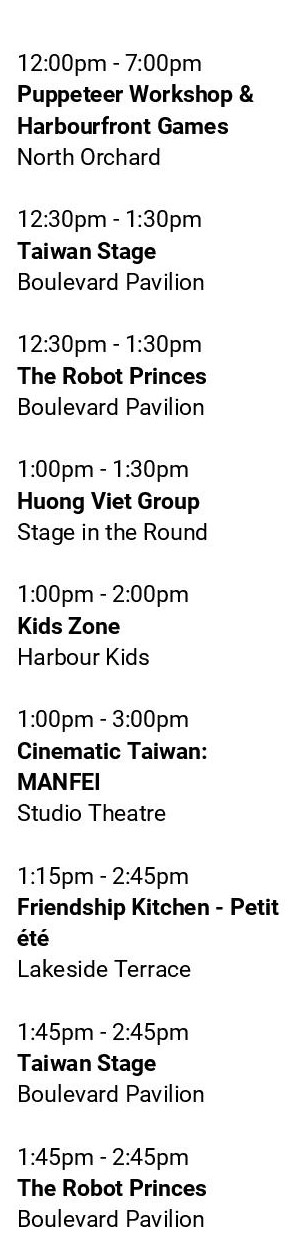 12:00pm - 7:00pm
Puppeteer Workshop &
Harbourfront Games
North Orchard
12:30pm - 1:30pm
Taiwan Stage
Boulevard Pavilion
12:30pm - 1:30pm
The Robot Princes
Boulevard Pavilion
1:00pm - 1:30pm
Huong Viet Group
Stage in the Round
1:00pm - 2:00pm
Kids Zone
Harbour Kids
1:00pm - 3:00pm
Cinematic Taiwan:
MANFEI
Studio Theatre
1:15pm - 2:45pm
Friendship Kitchen - Petit
été
Lakeside Terrace
1:45pm - 2:45pm
Taiwan Stage
Boulevard Pavilion
1:45pm - 2:45pm
The Robot Princes
Boulevard Pavilion